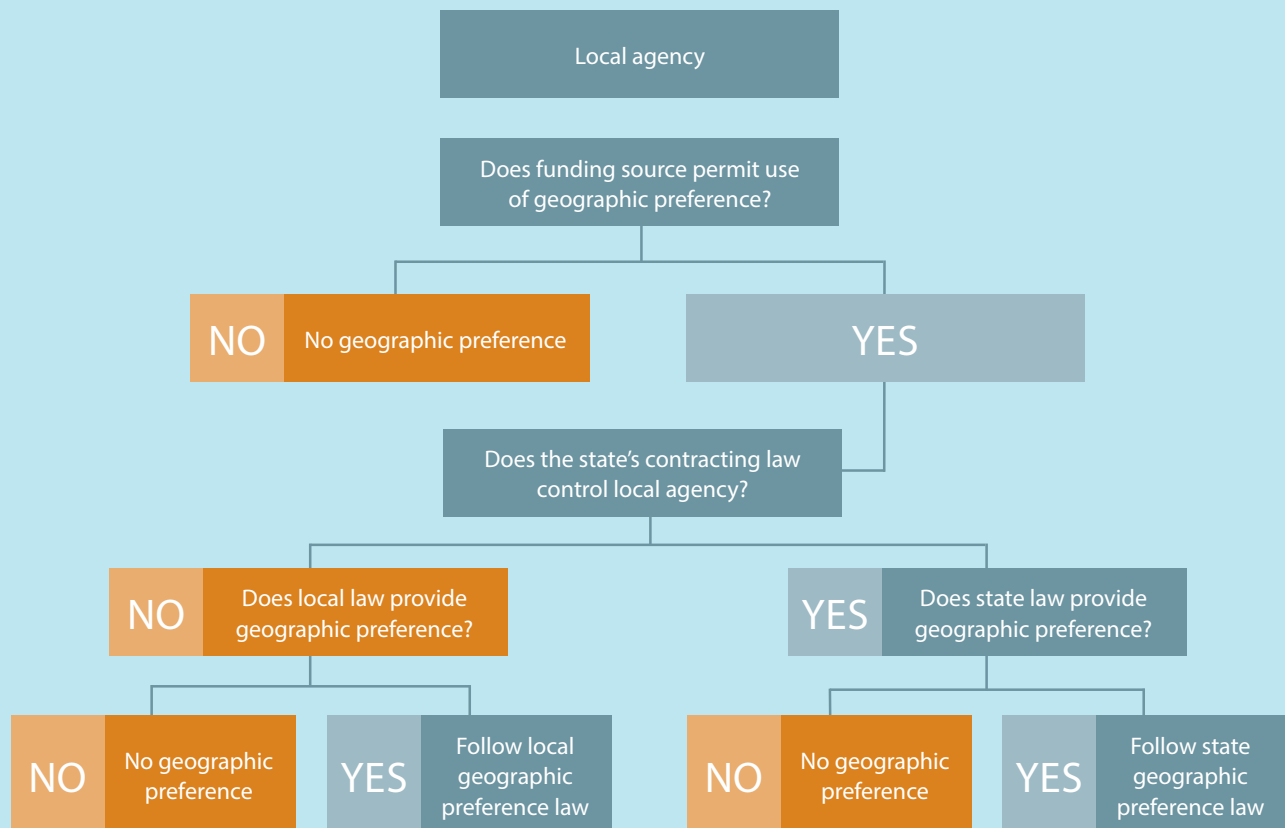 Local agency
Does funding source permit use
of geographic preference?
NO
No geographic preference
YES
Does the state’s contracting law
control local agency?
NO
Does local law provide
geographic preference?
YES
Does state law provide
geographic preference?
NO
No geographic
preference
YES
Follow local
geographic
preference law
NO
No geographic
preference
YES
Follow state
geographic
preference law